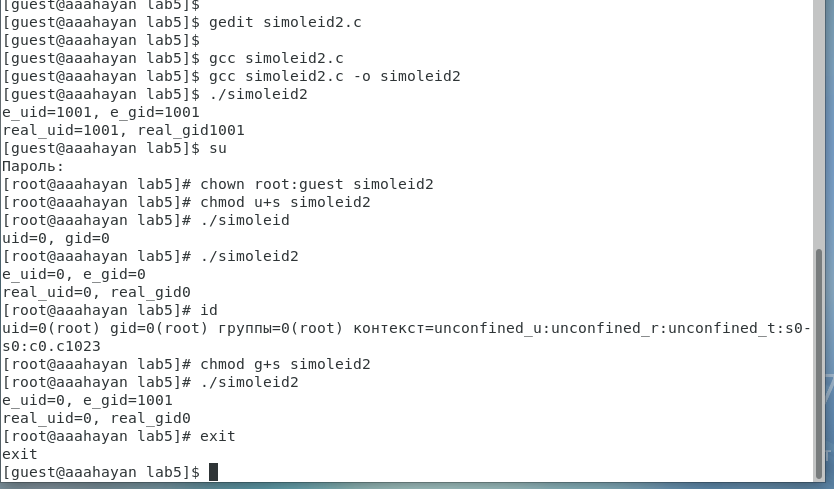 [guest@aaahayan lab5]$
[guest@aaahayan lab5]$ gedit simoleid2.c
[guest@aaahayan lab5]$
[guest@aaahayan lab5]$ gcc simoleid2.c
[guest@aaahayan lab5]$ gcc simoleid2.c -o simoleid2
[guest@aaahayan lab5]$ ./simoleid2
e_uid=1001, e_gid=1001
real_uid=1001, real_gid1001
[guest@aaahayan lab5]$ su
Пароль:
[root@aaahayan lab5]# chown root:guest simoleid2
[root@aaahayan lab5]# chmod u+s simoleid2
[root@aaahayan lab5]# ./simoleid
uid=0, gid=0
[root@aaahayan lab5]# ./simoleid2
e_uid=0, e_gid=0
real_uid=0, real_gid0
[root@aaahayan lab5]# id
uid=0(root) gid=0(root) группы=0(root) контекст=unconfined_u:unconfined_r:unconfined_t:s0-
s0:c0.c1023
[root@aaahayan lab5]# chmod g+s simoleid2
[root@aaahayan lab5]# ./simoleid2
e_uid=0, e_gid=1001
real_uid=0, real_gid0
[root@aaahayan lab5]# exit
exit
[guest@aaahayan lab5]$